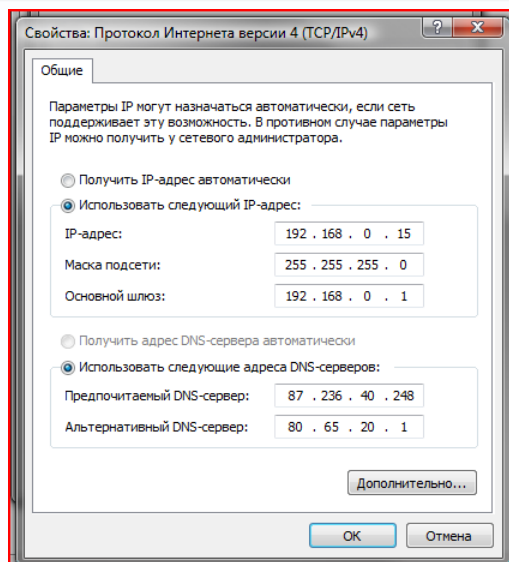 Свойства: Протокол Интернета версии 4 (TCP/IPv4)
Общие
Параметры IP могут назначаться автоматически, если сеть
поддерживает эту возможность. В противном случае параметры
IP можно получить у сетевого администратора.
Получить IP-адрес автоматически
Использовать следующий IP-адрес:
IP-адрес: 192 . 168 . 0 . 15
Маска подсети: 255 . 255 . 255 . 0
Основной шлюз: 192 . 168 . 0 . 1
Получить адрес DNS-сервера автоматически
Использовать следующие адреса DNS-серверов:
Предпочитаемый DNS-сервер: 87 . 236 . 40 . 248
Альтернативный DNS-сервер: 80 . 65 . 20 . 1
Дополнительно...
ОК Отмена